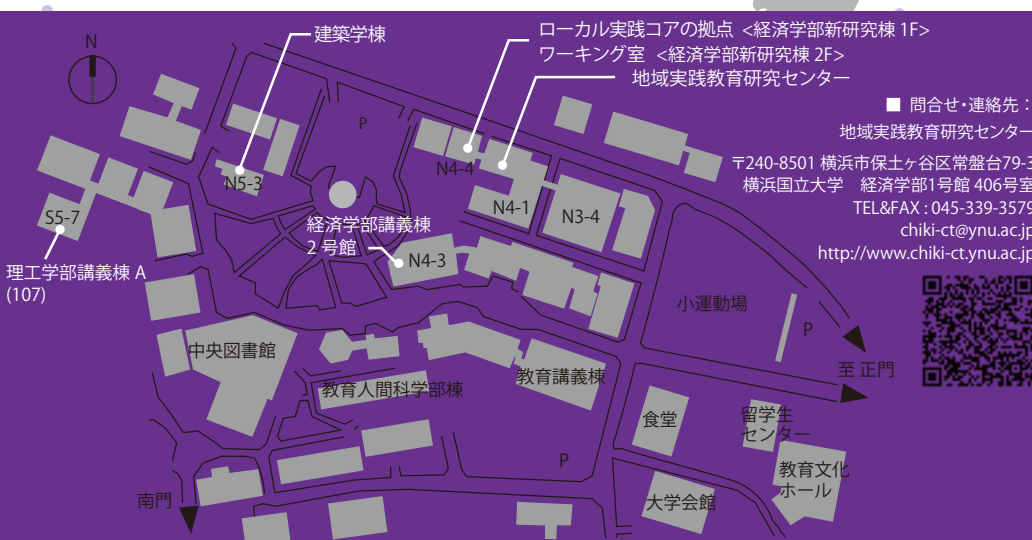 N
建築学棟
ローカル実践コアの拠点 <経済学部新研究棟 1F>
ワーキング室 <経済学部新研究棟 2F>
地域実践教育研究センター
■ 問合せ・連絡先：
地域実践教育研究センター
〒240-8501 横浜市保土ヶ谷区常盤台79-3
横浜国立大学 経済学部1号館 406号室
TEL&FAX : 045-339-3579
chiki-ct@ynu.ac.jp
http://www.chiki-ct.ynu.ac.jp
P
N4-4
N5-3
N4-1
N3-4
S5-7
経済学部講義棟
2 号館
N4-3
理工学部講義棟 A
(107)
小運動場
P
中央図書館
至 正門
教育講義棟
教育人間科学部棟
食堂
留学生
センター
P
教育文化
ホール
南門
大学会館